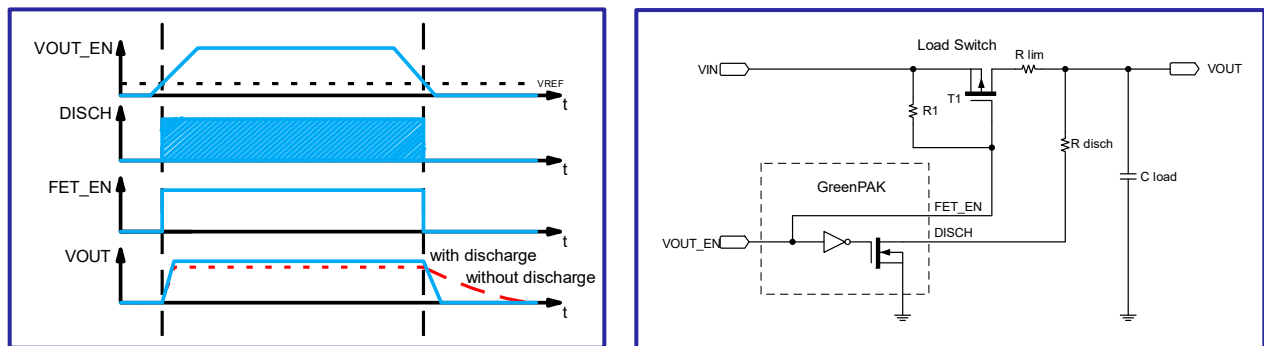 VOUT_EN
VREF
t
DISCH
t
FET_EN
t
VOUT
with discharge
without discharge
t
Load Switch
VIN
R lim
VOUT
T1
R1
R disch
GreenPAK
C load
FET_EN
VOUT_EN
DISCH